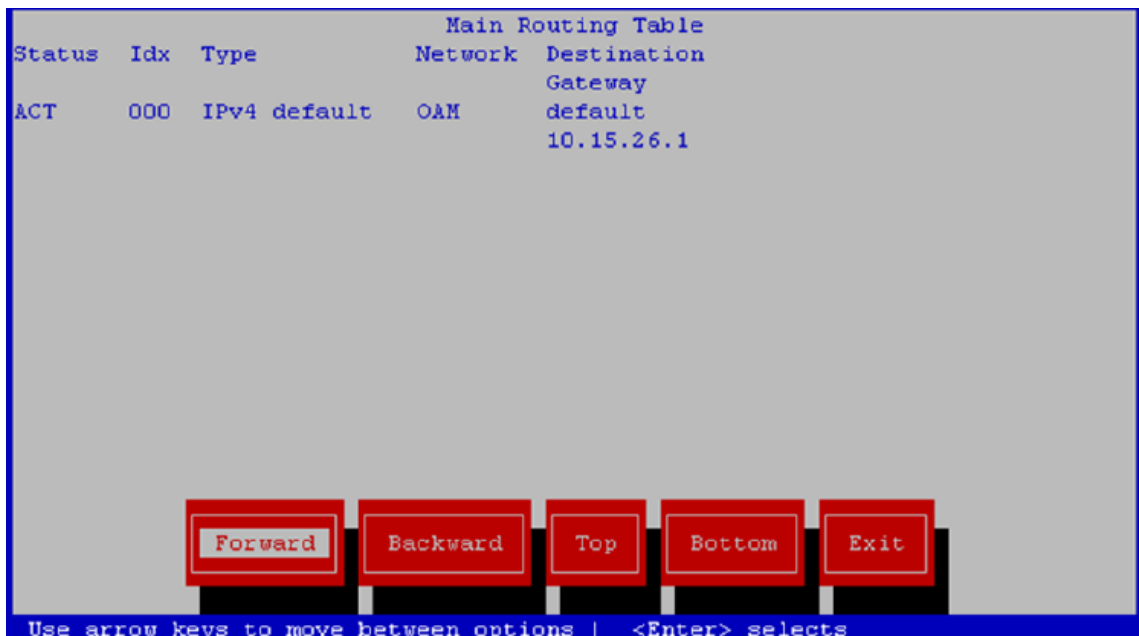 Main Routing Table
Status Idx Type Network Destination
Gateway
ACT 000 IPv4 default OAM default
10.15.26.1
Forward Backward Top Bottom Exit
Use arrow keys to move between options | <Enter> selects